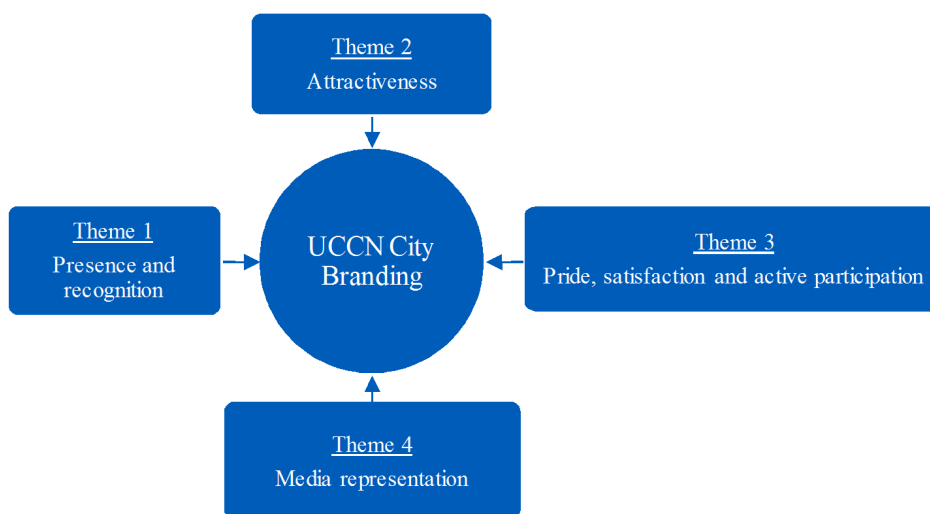 Theme 2
Attractiveness
Theme 1
Presence and
recognition
UCCN City
Branding
Theme 3
Pride, satisfaction and active participation
Theme 4
Media representation